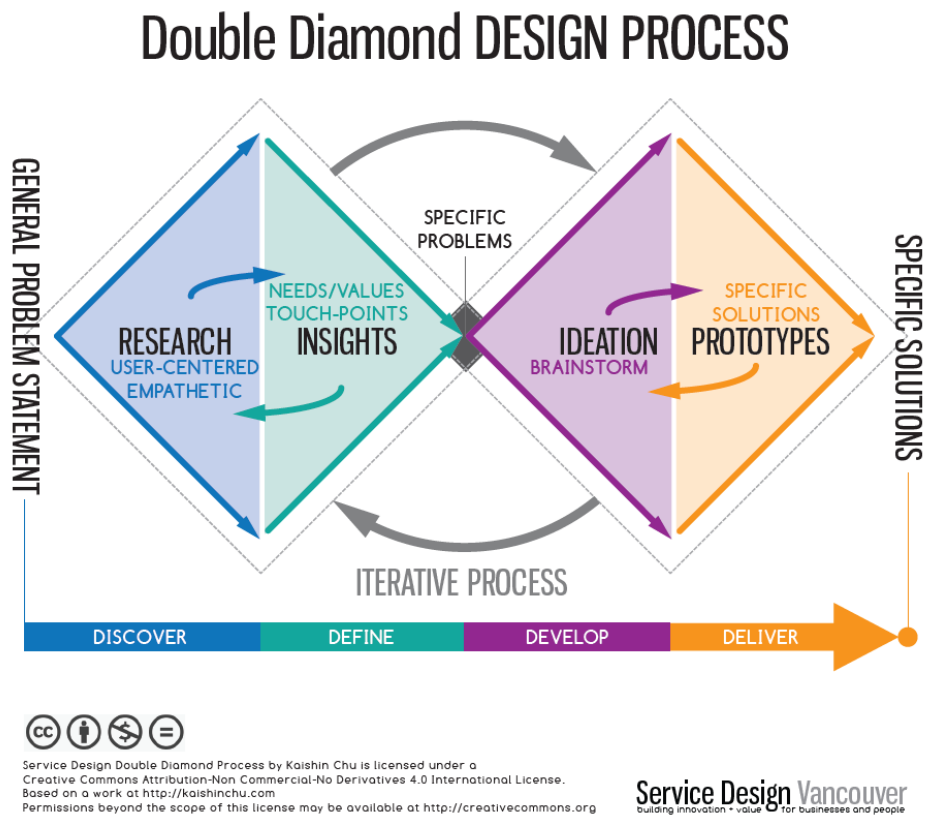 Double Diamond DESIGN PROCESS
GENERAL PROBLEM STATEMENT
SPECIFIC
PROBLEMS
SPECIFIC SOLUTIONS
NEEDS/VALUES
TOUCH-POINTS
RESEARCH
INSIGHTS
USER-CENTERED
EMPATHETIC
SPECIFIC
SOLUTIONS
IDEATION
PROTOTYPES
BRAINSTORM
ITERATIVE PROCESS
DISCOVER
DEFINE
DEVELOP
DELIVER
cc
Service Design Double Diamond Process by Kaishin Chu is licensed under a
Creative Commons Attribution-Non Commercial-No Derivatives 4.0 International License.
Based on a work at http://kaishinchu.com
Permissions beyond the scope of this license may be available at http://creativecommons.org
Service Design Vancouver
building innovation + value for businesses and people